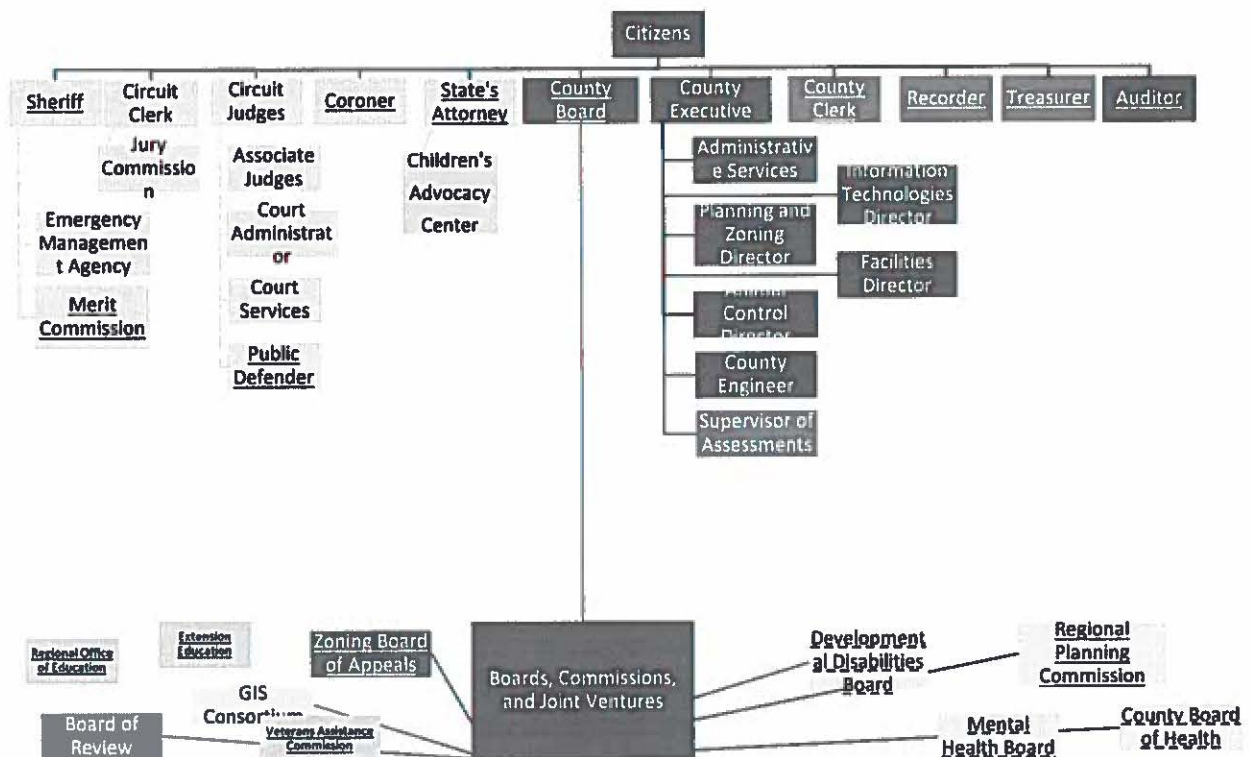 Citizens
Sheriff
Circuit
Clerk
Circuit
Judges
Coroner
State's
Attorney
County
Board
County
Executive
County
Clerk
Recorder
Treasurer
Auditor
Jury
Commissio
n
Emergency
Managemen
t Agency
Merit
Commission
Associate
Judges
Court
Administrat
or
Court
Services
Public
Defender
Children's
Advocacy
Center
Administrativ
e Services
Information
Technologies
Director
Planning and
Zoning
Director
Facilities
Director
Control
Director
County
Engineer
Supervisor of
Assessments
Regional Office
of Education
Extension
Education
Zoning Board
of Appeals
GIS
Consortium
Board of
Review
Veterans Assistance
Commission
Boards, Commissions,
and Joint Ventures
Development
al Disabilities
Board
Regional
Planning
Commission
Mental
Health Board
County Board
of Health